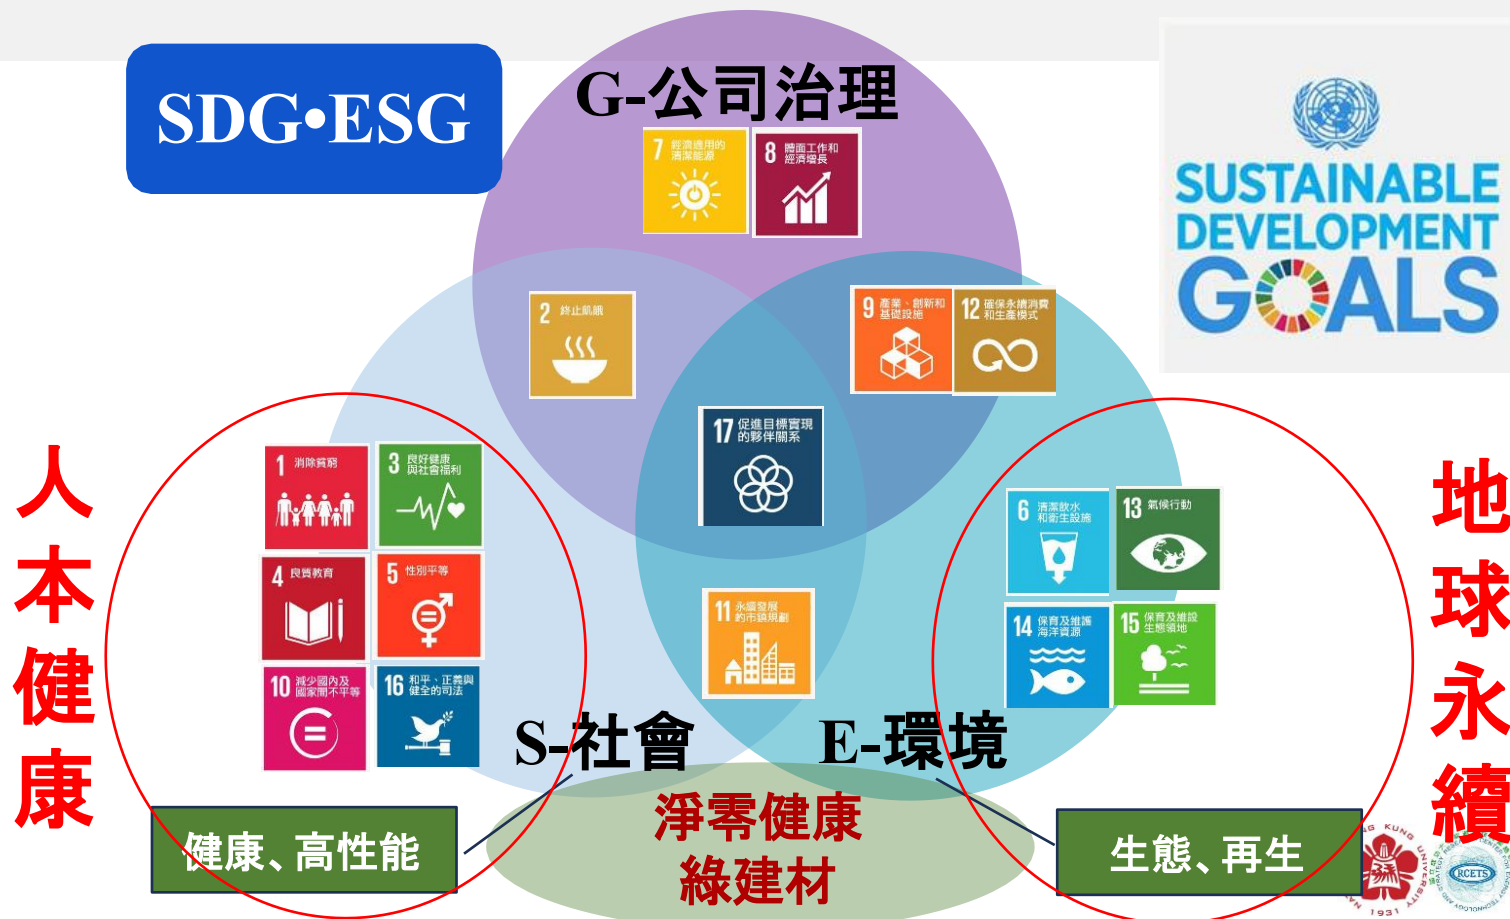 SDG•ESG
G-公司治理
7 經濟適用的
清潔能源
8 體面工作和
經濟增長
SUSTAINABLE
DEVELOPMENT
GOALS
2 終止飢餓
9 產業、創新和
基礎設施
12 確保永續消費
和生產模式
17 促進目標實現
的夥伴關系
人本健康
1 消除貧窮
3 良好健康
與社會福利
4 良質教育
5 性別平等
10 減少國內及
國家間不平等
16 和平、正義與
健全的司法
11 永續發展
的市鎮規劃
6 清潔飲水
和衛生設施
13 氣候行動
14 保育及維護
海洋資源
15 保育及維設
生態領地
地球永續
S-社會
E-環境
健康、高性能
淨零健康
綠建材
生態、再生
KUNG
UNIVERSITY
1931
RCETS